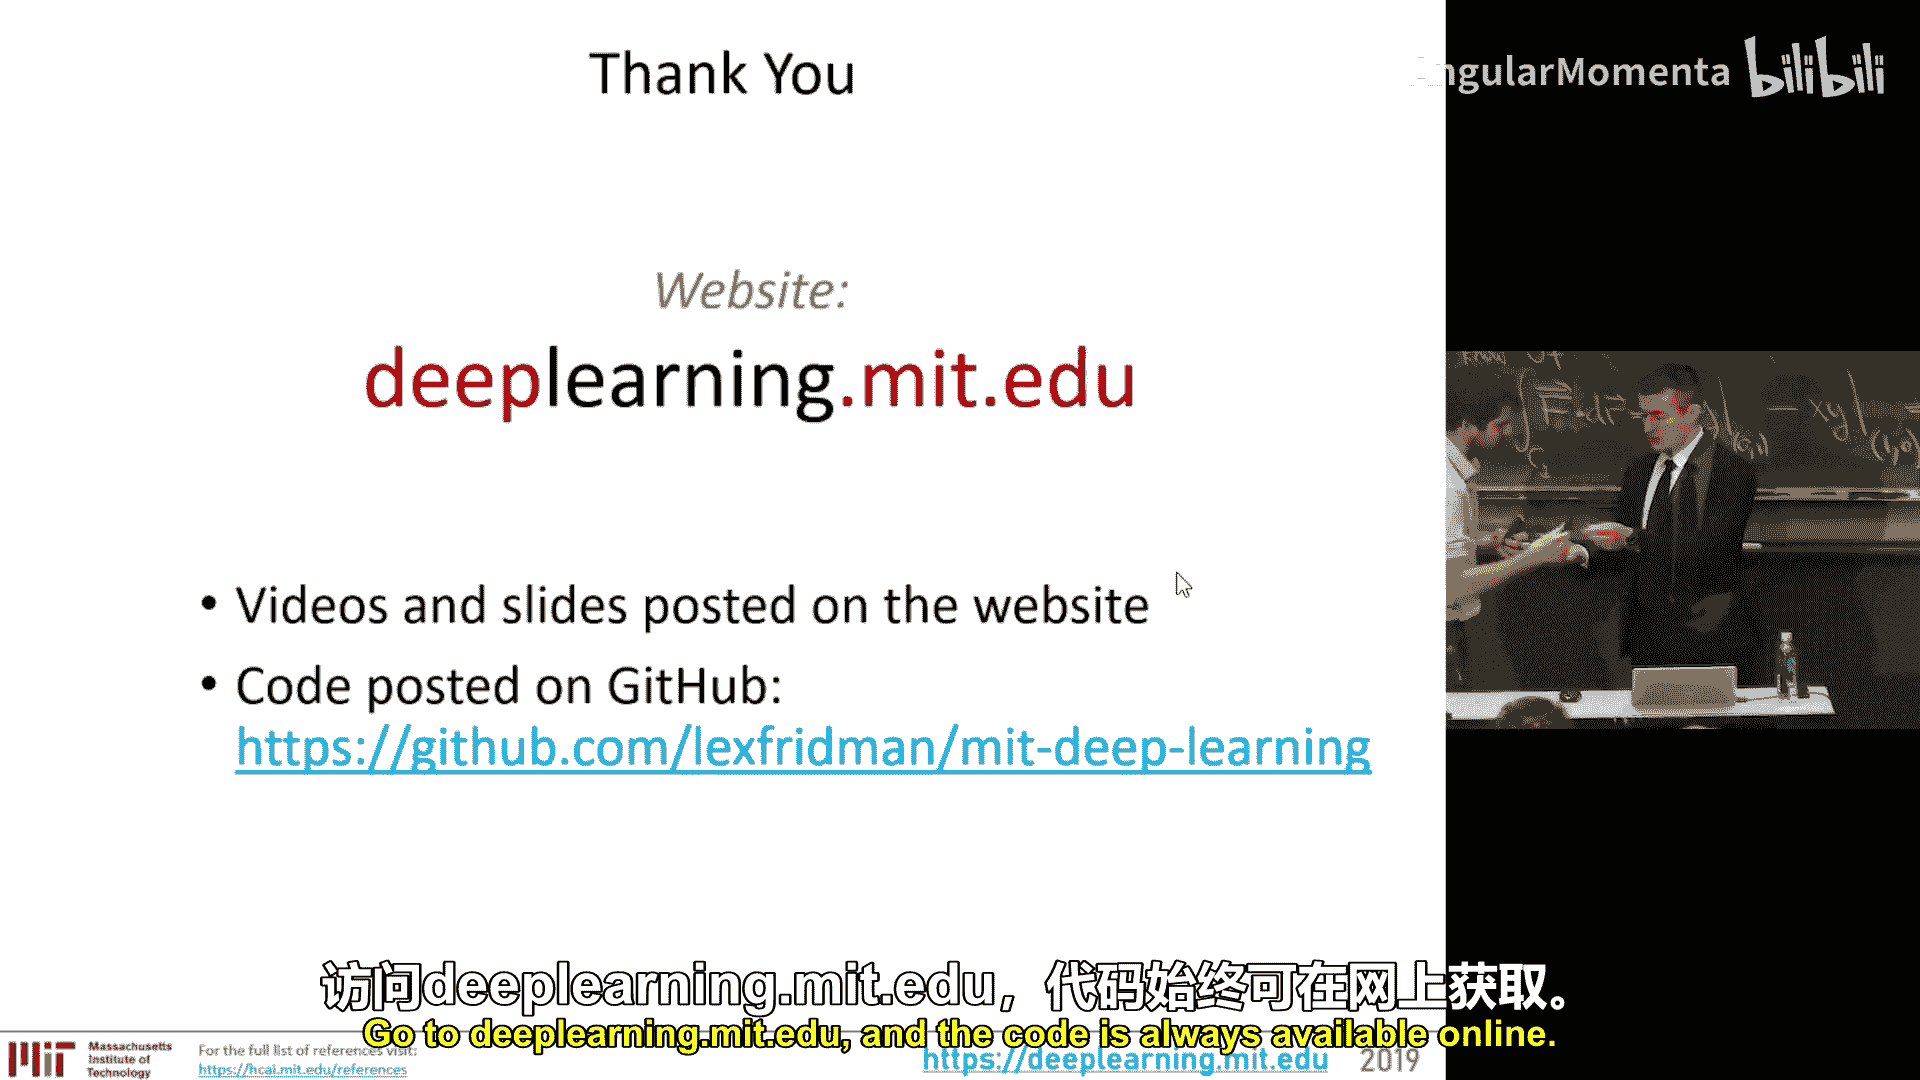 Thank You
ngularMomenta bilibili
Website:
deeplearning.mit.edu
• Videos and slides posted on the website
• Code posted on GitHub:
https://github.com/lexfridman/mit-deep-learning
访问deeplearning.mit.edu，代码始终可在网上获取。
Go to deeplearning.mit.edu, and the code is always available online.
MIT Massachusetts
Institute of
Technology
For the full list of references visit:
https://hcai.mit.edu/references
https://deeplearning.mit.edu 2019